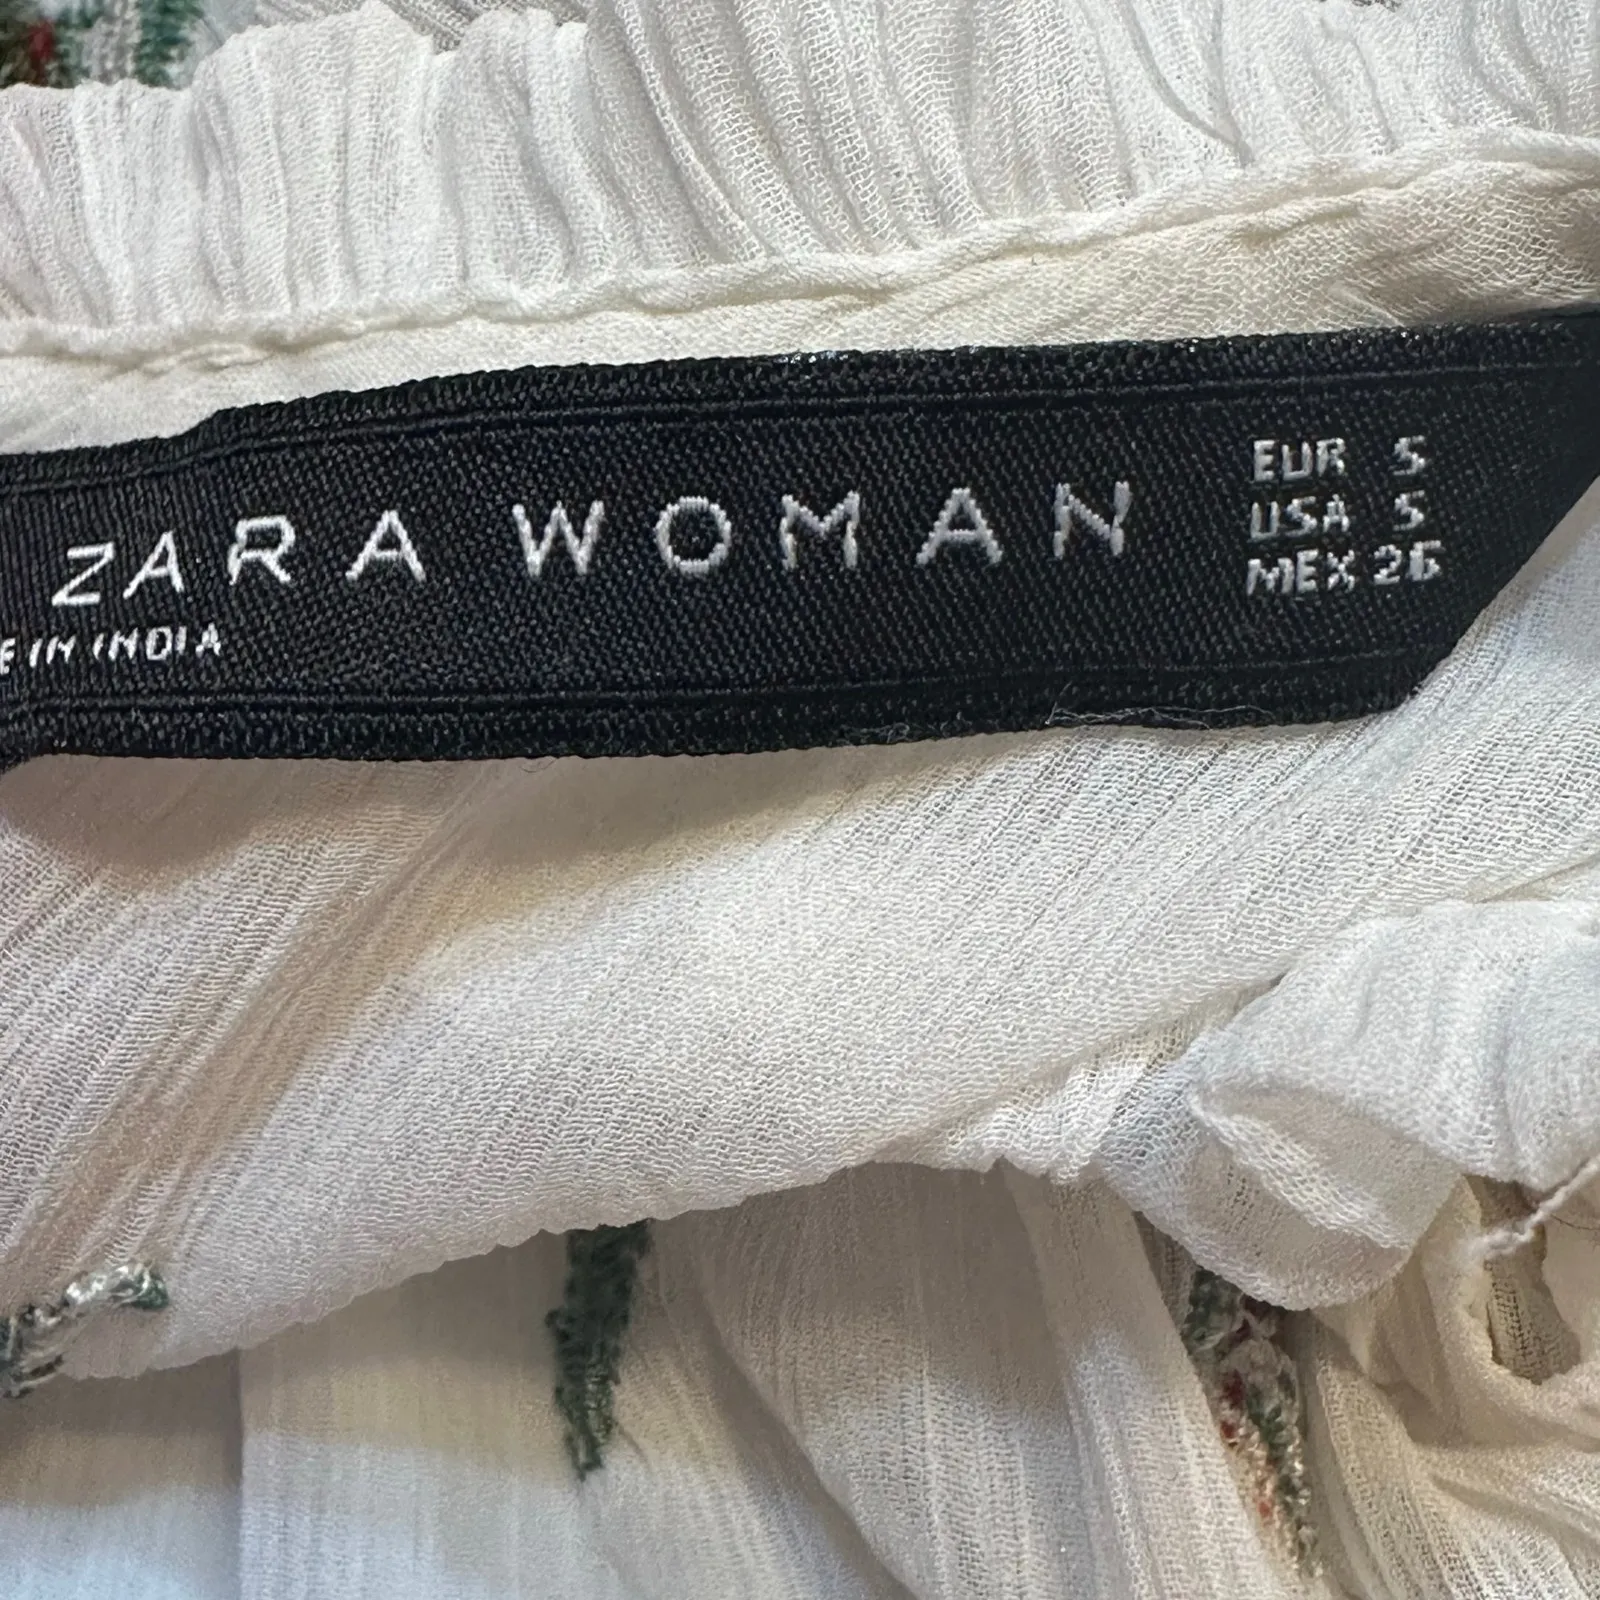 ZARA WOMAN
EUR S
USA S
MEX 26
E IN INDIA